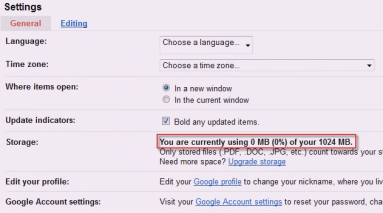 Settings
General Editing
Language: Choose a language...
Time zone: Choose a time zone...
Where items open: In a new window
In the current window
Update indicators: Bold any updated items.
Storage: You are currently using 0 MB (0%) of your 1024 MB.
Only stored files (.PDF, .DOC, .JPG, etc.) count towards your
Need more space? Upgrade storage
Edit your profile: Edit your Google profile to change your nickname, where you
Google Account settings: Visit your Google Account settings to reset your password,